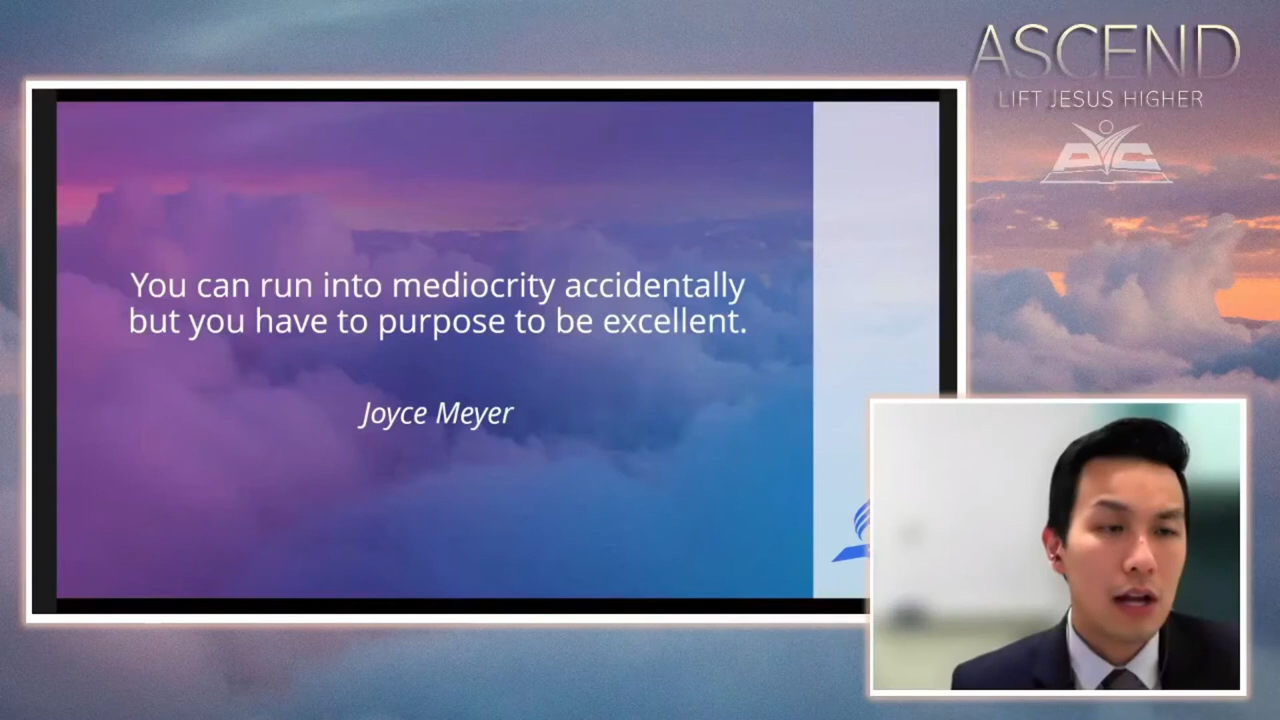 ASCEND
LIFT JESUS HIGHER
AYC
You can run into mediocrity accidentally
but you have to purpose to be excellent.
Joyce Meyer